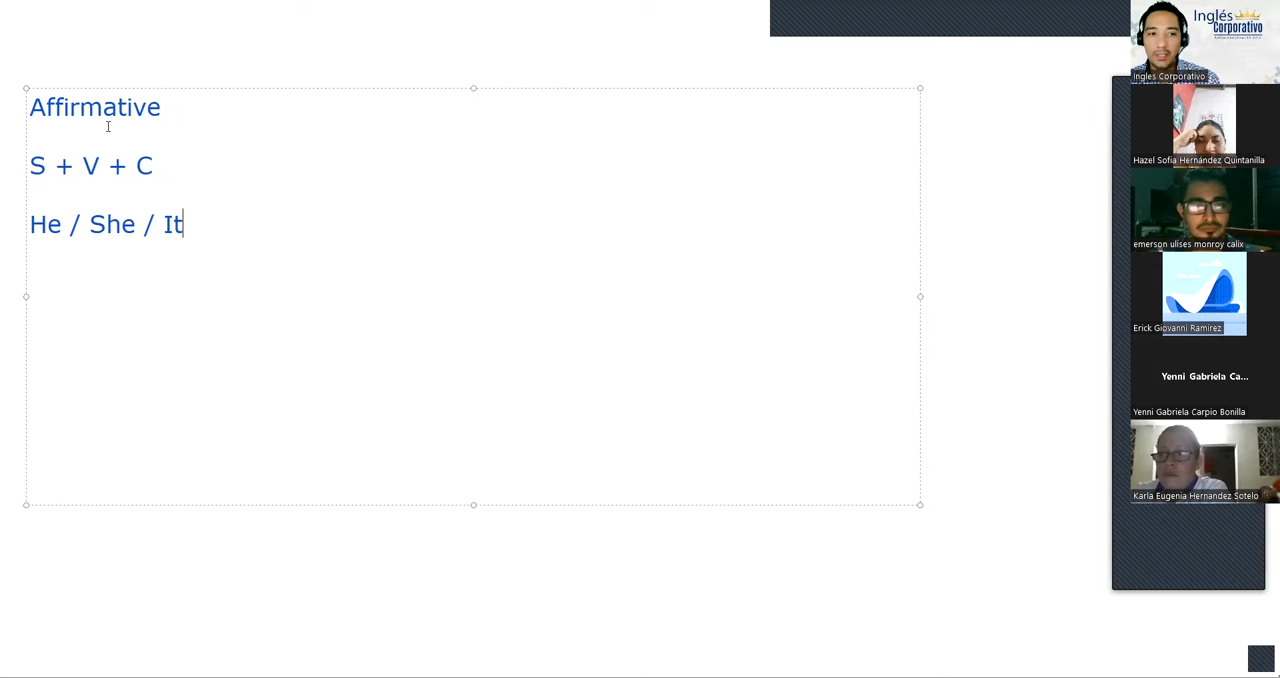 Affirmative
S + V + C
He / She / It
Inglés
Corporativo
Ingles Corporativo
Hazel Sofia Hernández Quintanilla
emerson ulises monroy calix
Erick Giovanni Ramirez
Yenni Gabriela Ca...
Yenni Gabriela Carpio Bonilla
Karla Eugenia Hernandez Sotelo